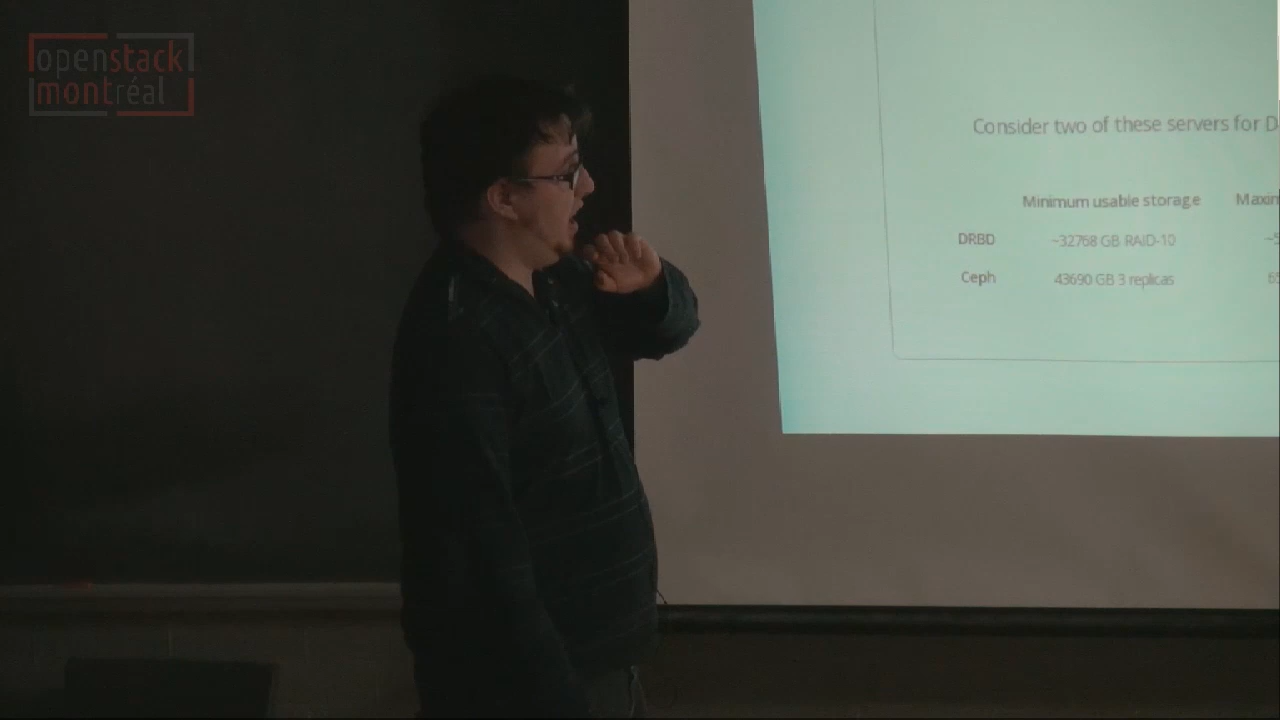 openstack
montréal
Consider two of these servers for D
Minimum usable storage
DRBD ~32768 GB RAID-10
Ceph 43690 GB 3 replicas